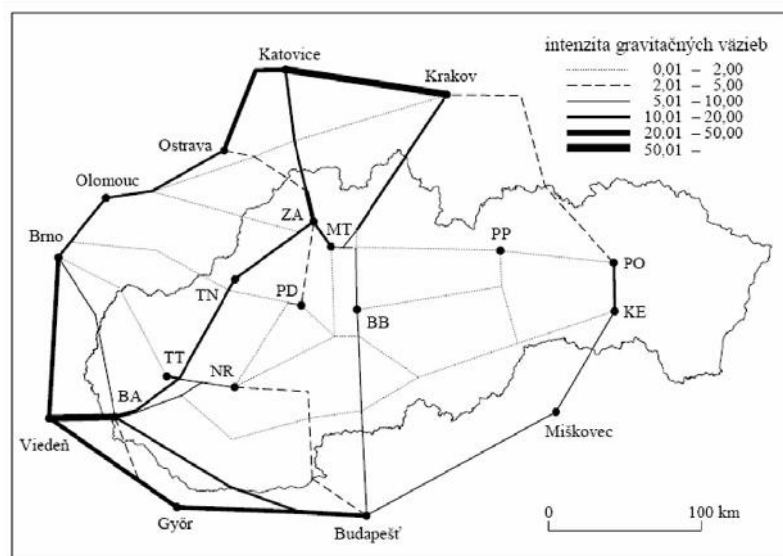 intenzita gravitačných väzieb
0,01 – 2,00
2,01 – 5,00
5,01 – 10,00
10,01 – 20,00
20,01 – 50,00
50,01 –
Katovice
Krakov
Ostrava
Olomouc
ZA
MT
Brno
PP
PO
TN
PD
BB
KE
TT
NR
BA
Viedeň
Miškovec
Györ
Budapešť
0
100 km